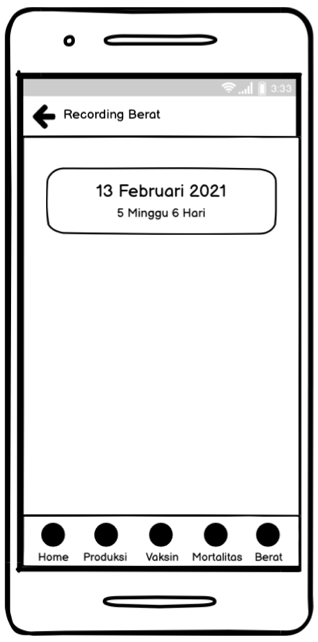 3:33
Recording Berat
13 Februari 2021
5 Minggu 6 Hari
Home Produksi Vaksin Mortalitas Berat